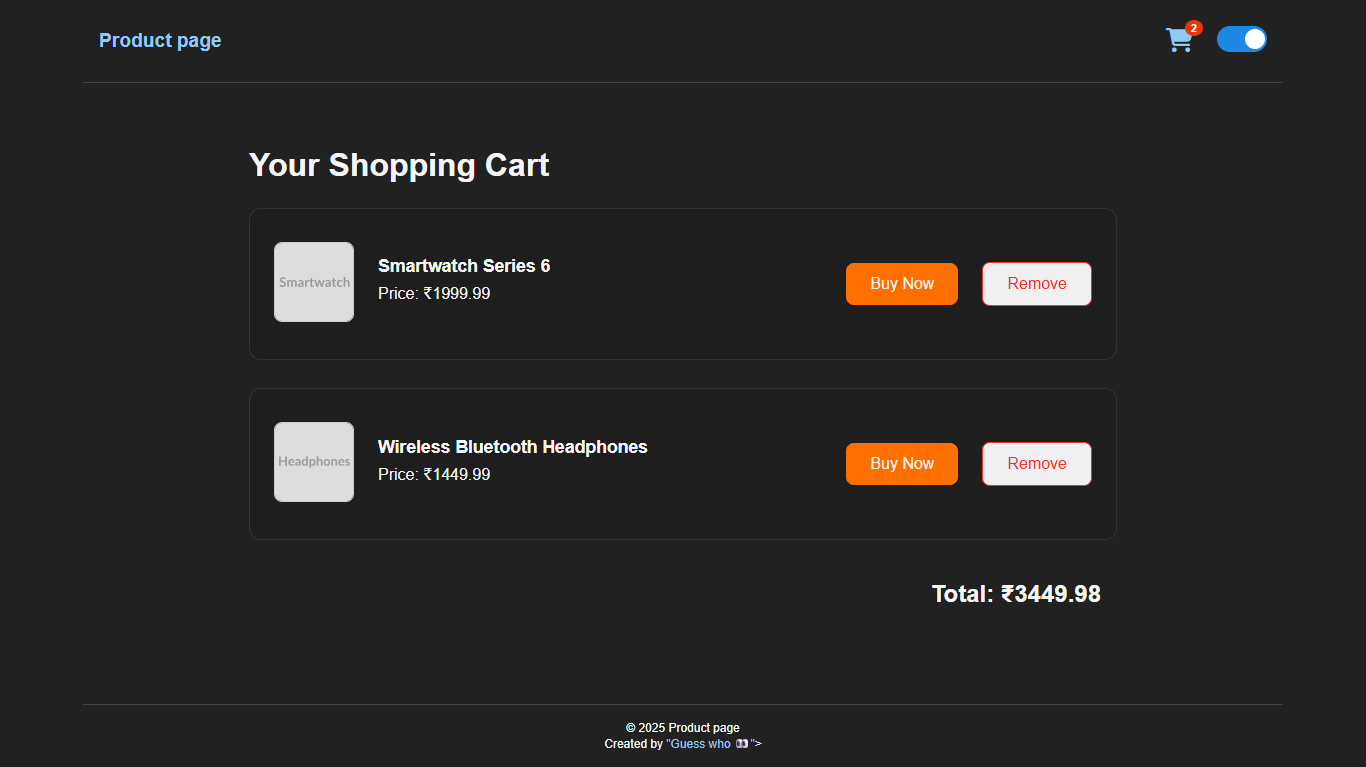 Product page
2
Your Shopping Cart
Smartwatch
Smartwatch Series 6
Price: ₹1999.99
Buy Now
Remove
Headphones
Wireless Bluetooth Headphones
Price: ₹1449.99
Buy Now
Remove
Total: ₹3449.98
© 2025 Product page
Created by "Guess who 👀">